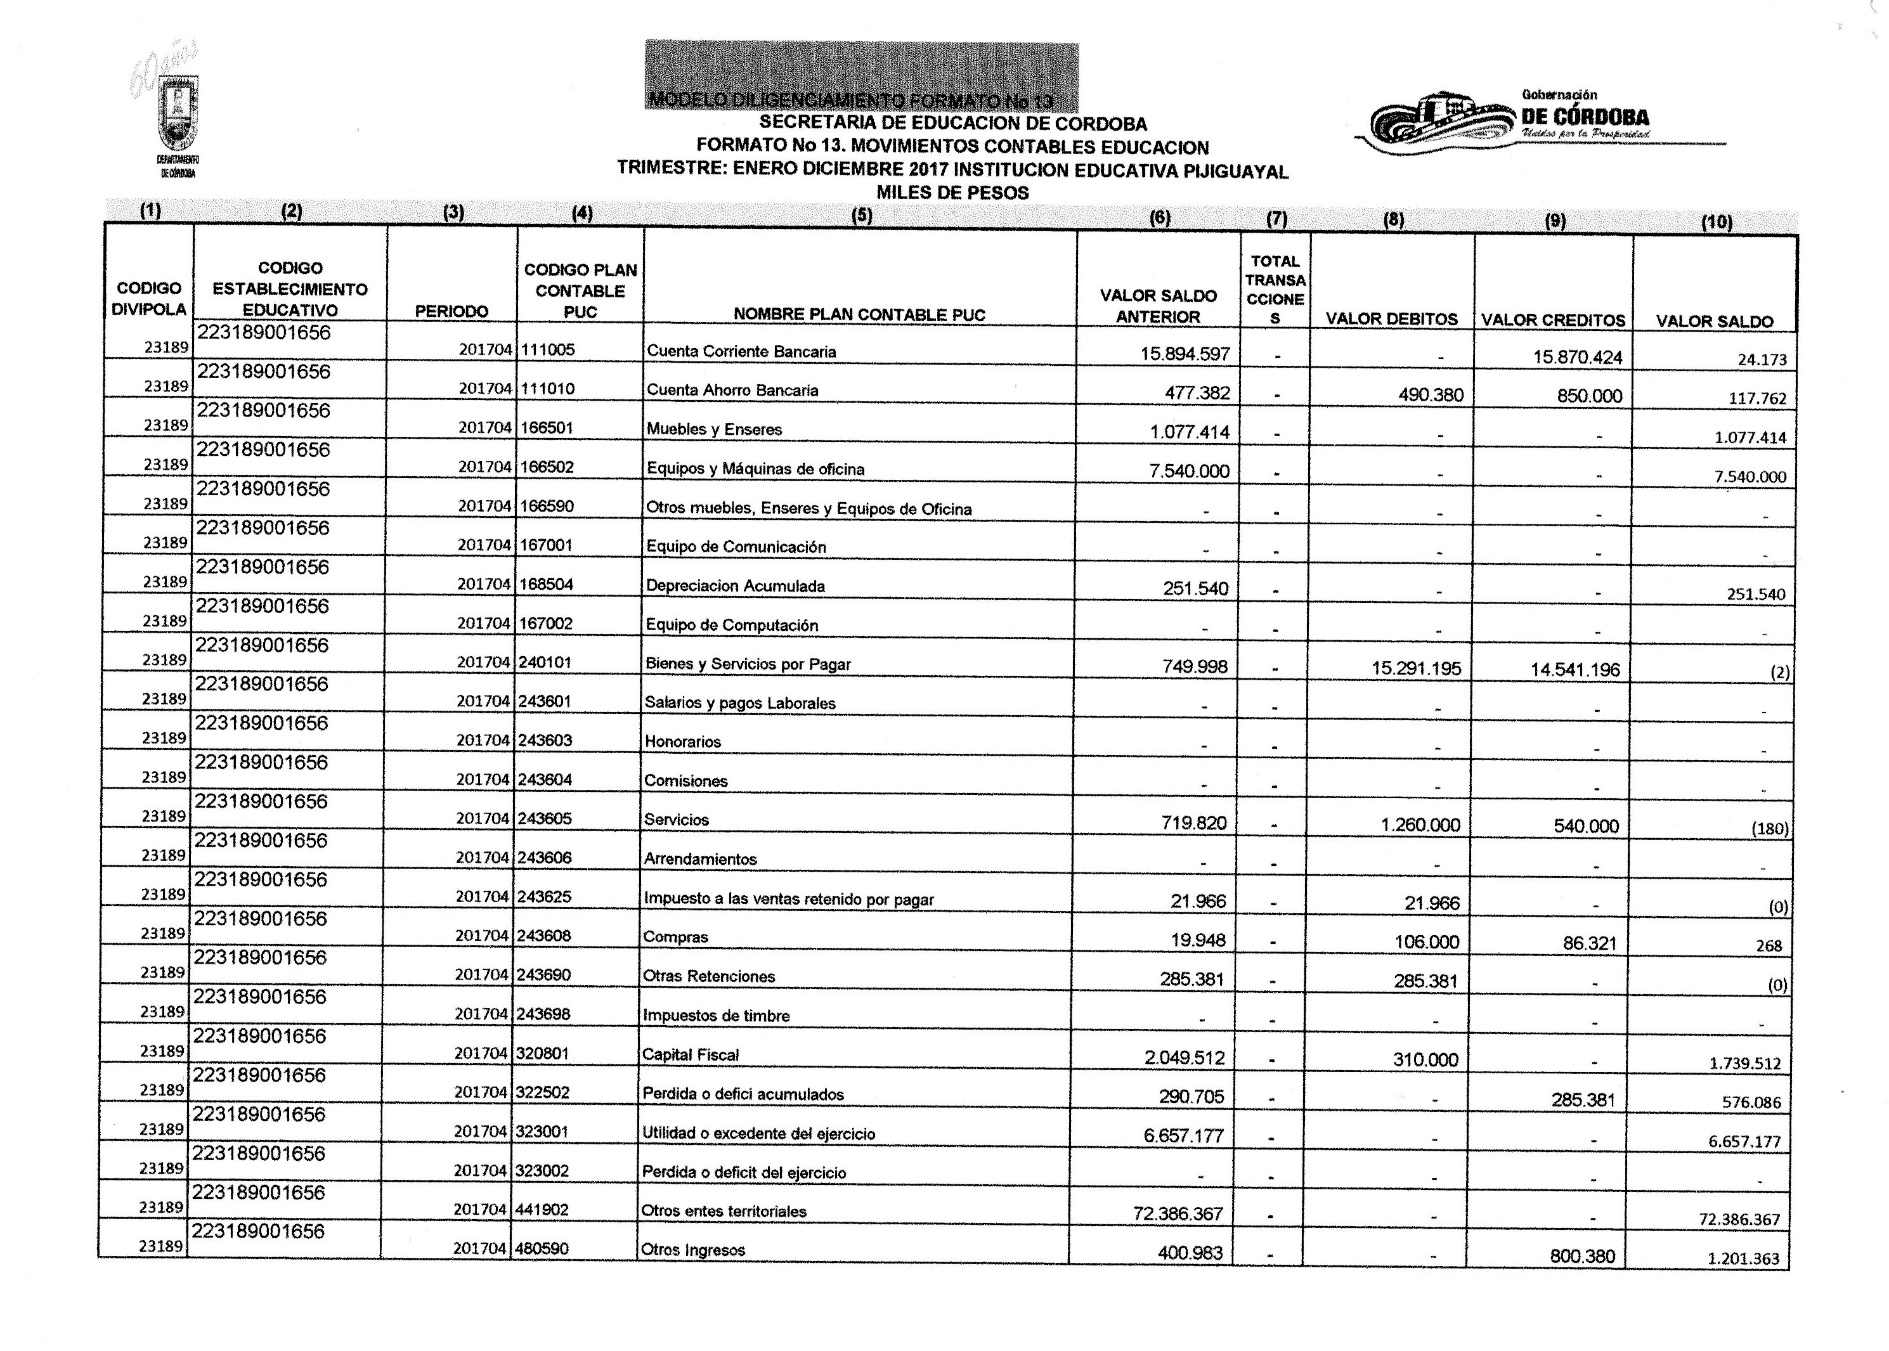 60 años
DEPARTAMENTO
DE CÓRDOBA
MODELO DILIGENCIAMIENTO FORMATO No 13
SECRETARIA DE EDUCACION DE CORDOBA
FORMATO No 13. MOVIMIENTOS CONTABLES EDUCACION
TRIMESTRE: ENERO DICIEMBRE 2017 INSTITUCION EDUCATIVA PIJIGUAYAL
MILES DE PESOS
Gobernación
DE CÓRDOBA
Unidos por la Prosperidad
(1) (2) (3) (4) (5) (6) (7) (8) (9) (10)
CODIGO DIVIPOLA CODIGO ESTABLECIMIENTO EDUCATIVO PERIODO CODIGO PLAN CONTABLE PUC NOMBRE PLAN CONTABLE PUC VALOR SALDO ANTERIOR TOTAL TRANSA CCIONE S VALOR DEBITOS VALOR CREDITOS VALOR SALDO
23189 223189001656 201704 111005 Cuenta Corriente Bancaria 15.894.597 - - 15.870.424 24.173
23189 223189001656 201704 111010 Cuenta Ahorro Bancaria 477.382 - 490.380 850.000 117.762
23189 223189001656 201704 166501 Muebles y Enseres 1.077.414 - - - 1.077.414
23189 223189001656 201704 166502 Equipos y Máquinas de oficina 7.540.000 - - - 7.540.000
23189 223189001656 201704 166590 Otros muebles, Enseres y Equipos de Oficina - - - - -
23189 223189001656 201704 167001 Equipo de Comunicación - - - - -
23189 223189001656 201704 168504 Depreciacion Acumulada 251.540 - - - 251.540
23189 223189001656 201704 167002 Equipo de Computación - - - - -
23189 223189001656 201704 240101 Bienes y Servicios por Pagar 749.998 - 15.291.195 14.541.196 (2)
23189 223189001656 201704 243601 Salarios y pagos Laborales - - - - -
23189 223189001656 201704 243603 Honorarios - - - - -
23189 223189001656 201704 243604 Comisiones - - - - -
23189 223189001656 201704 243605 Servicios 719.820 - 1.260.000 540.000 (180)
23189 223189001656 201704 243606 Arrendamientos - - - - -
23189 223189001656 201704 243625 Impuesto a las ventas retenido por pagar 21.966 - 21.966 - (0)
23189 223189001656 201704 243608 Compras 19.948 - 106.000 86.321 268
23189 223189001656 201704 243690 Otras Retenciones 285.381 - 285.381 - (0)
23189 223189001656 201704 243698 Impuestos de timbre - - - - -
23189 223189001656 201704 320801 Capital Fiscal 2.049.512 - 310.000 - 1.739.512
23189 223189001656 201704 322502 Perdida o defici acumulados 290.705 - - 285.381 576.086
23189 223189001656 201704 323001 Utilidad o excedente del ejercicio 6.657.177 - - - 6.657.177
23189 223189001656 201704 323002 Perdida o deficit del ejercicio - - - - -
23189 223189001656 201704 441902 Otros entes territoriales 72.386.367 - - - 72.386.367
23189 223189001656 201704 480590 Otros Ingresos 400.983 - - 800.380 1.201.363